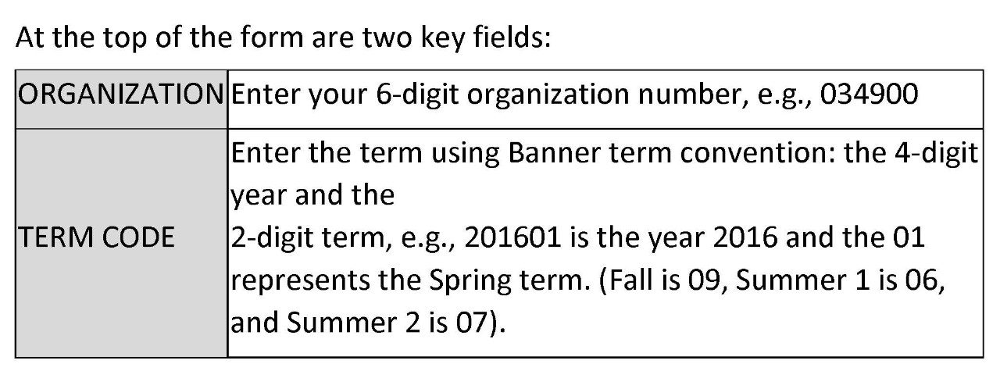 At the top of the form are two key fields:
ORGANIZATION Enter your 6-digit organization number, e.g., 034900
Enter the term using Banner term convention: the 4-digit
year and the
TERM CODE 2-digit term, e.g., 201601 is the year 2016 and the 01
represents the Spring term. (Fall is 09, Summer 1 is 06,
and Summer 2 is 07).